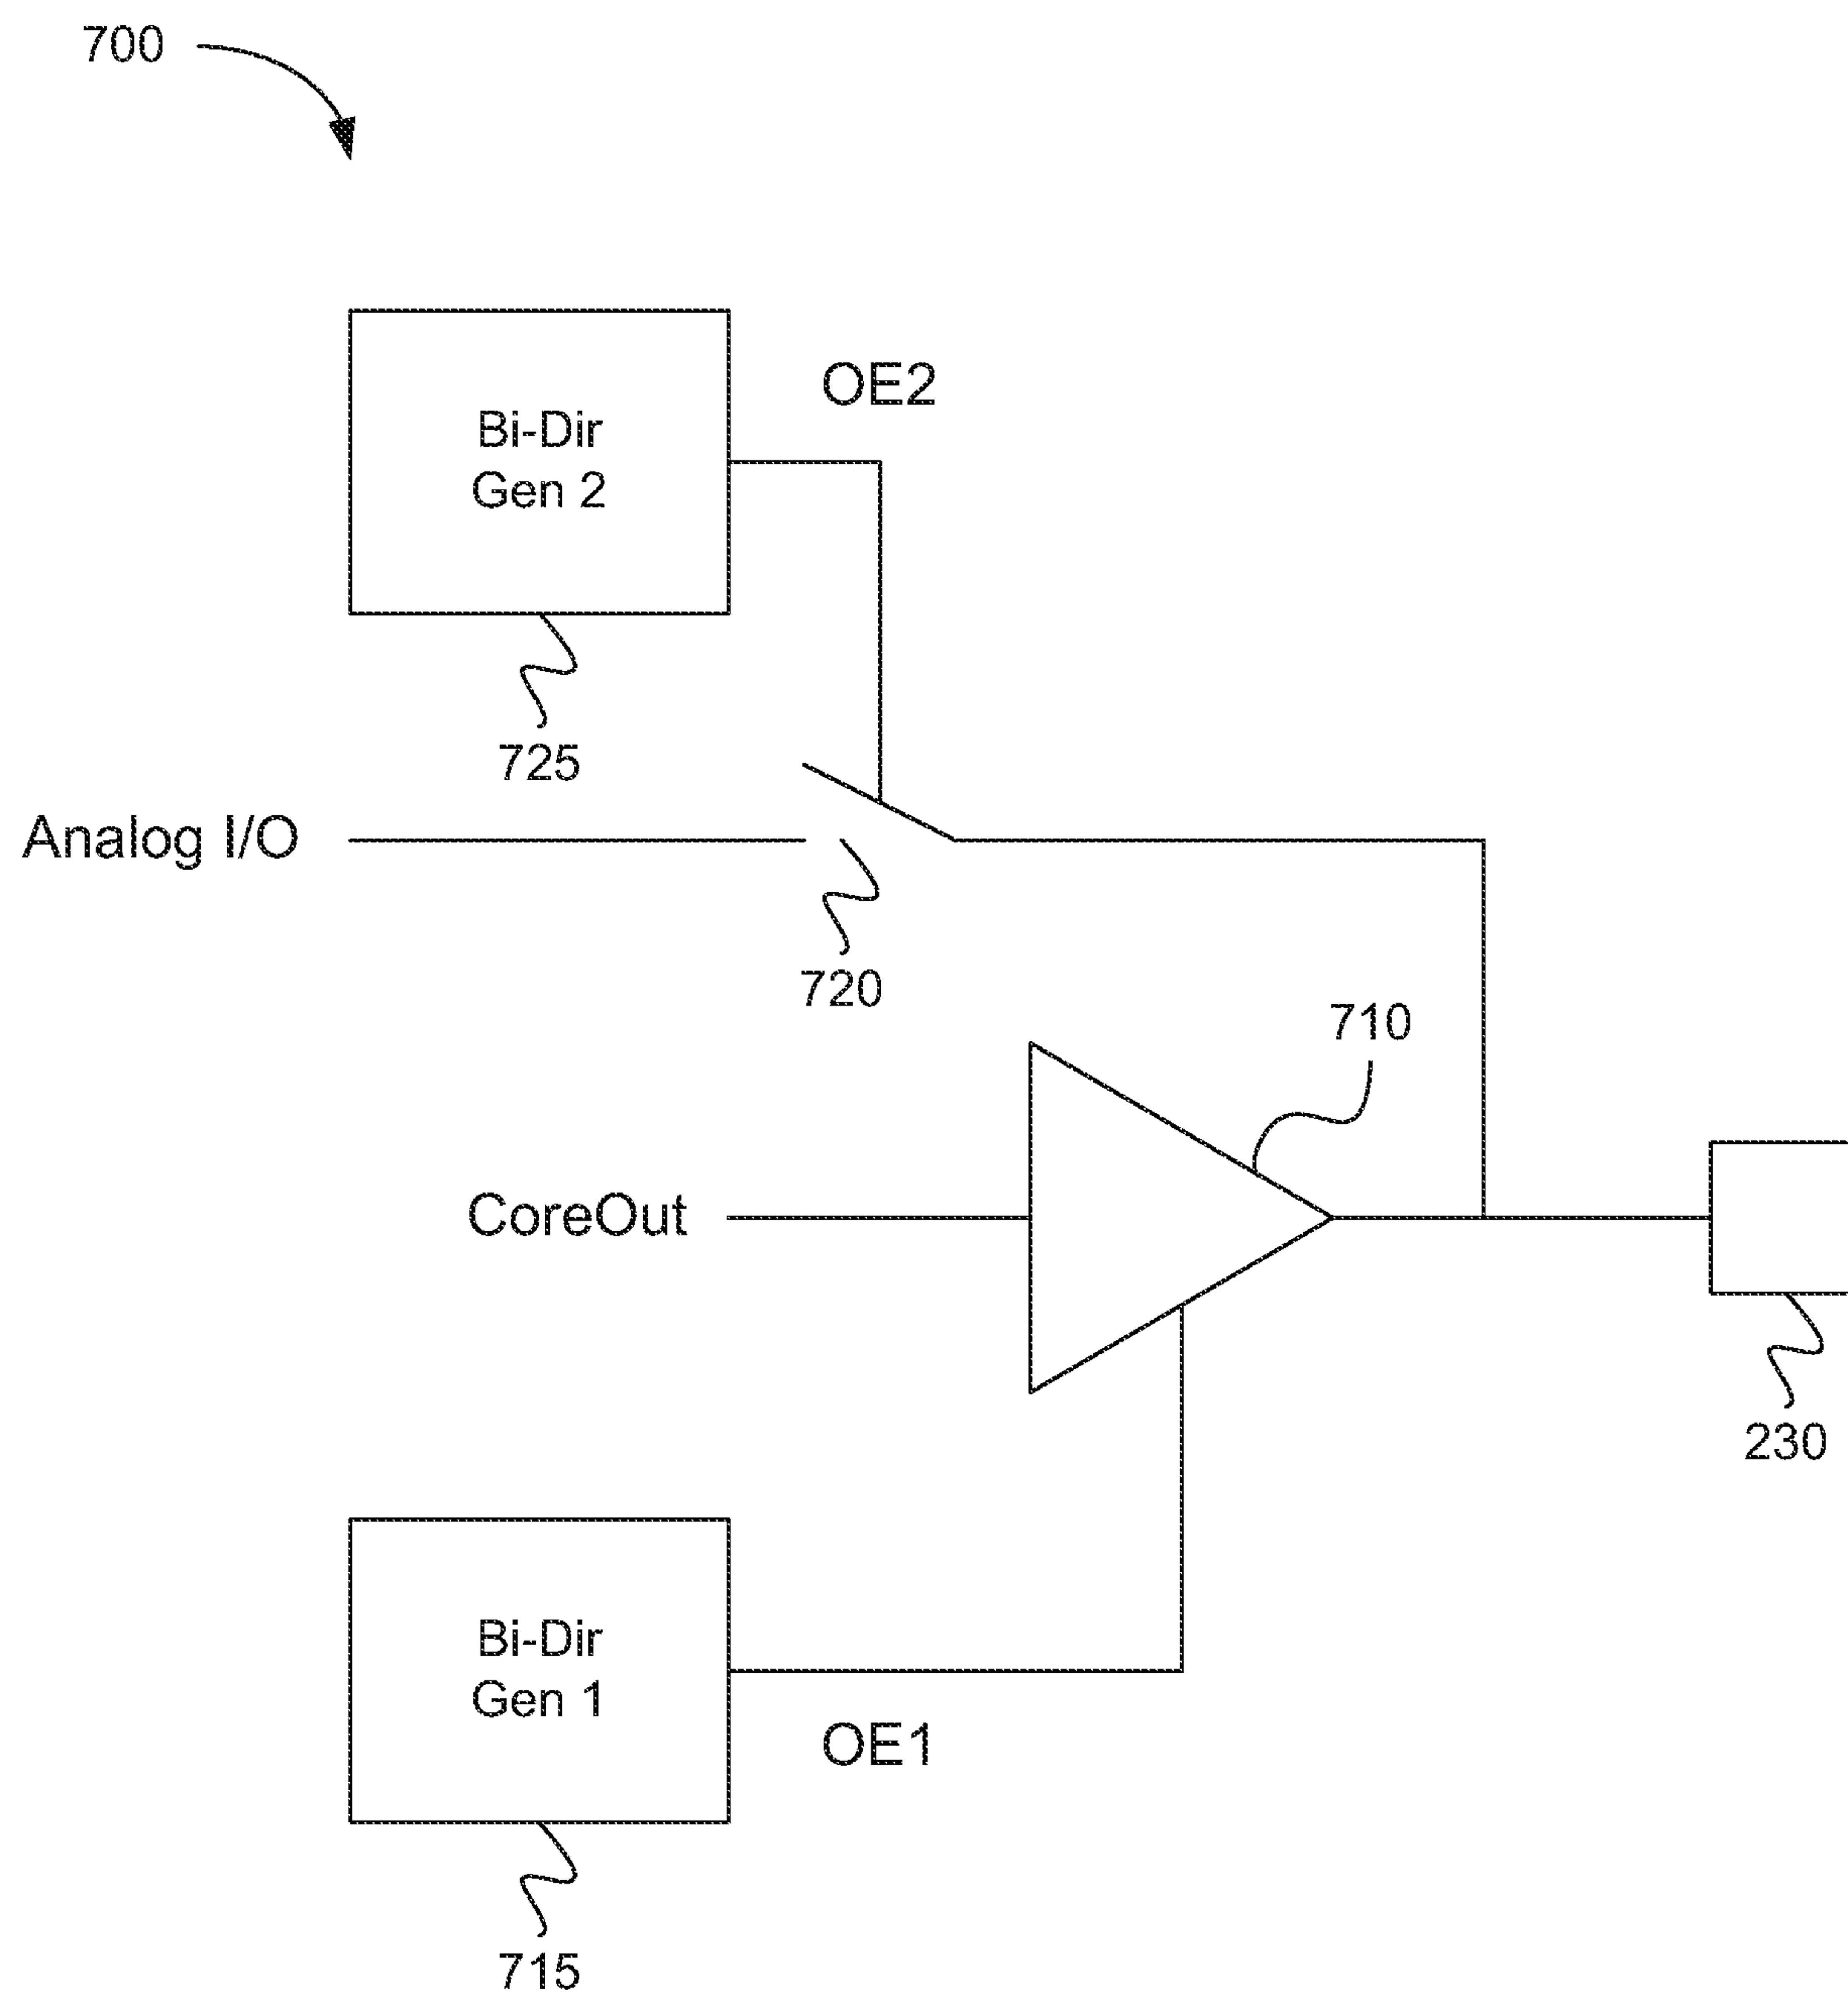 700
OE2
Bi-Dir
Gen 2
725
Analog I/O
720
710
CoreOut
230
Bi-Dir
Gen 1
OE1
715